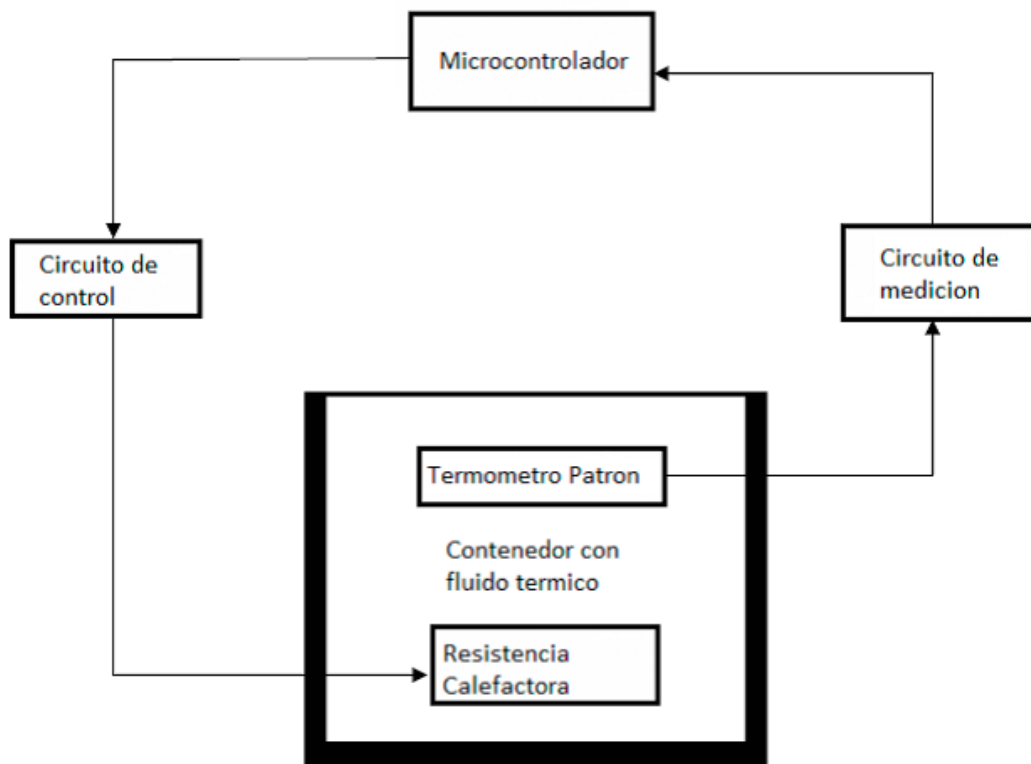 Microcontrolador
Circuito de
control
Circuito de
medicion
Termometro Patron
Contenedor con
fluido termico
Resistencia
Calefactora